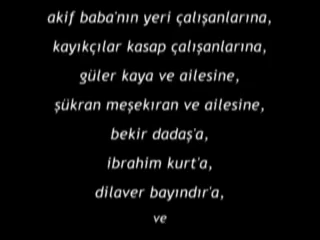 akif baba'nın yeri çalışanlarına,
kayıkçılar kasap çalışanlarına,
güler kaya ve ailesine,
şükran meşekıran ve ailesine,
bekir dadaş'a,
ibrahim kurt'a,
dilaver bayındır'a,
ve